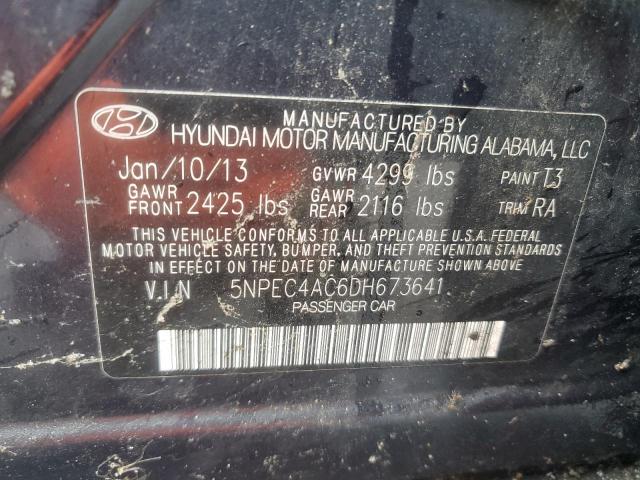 MANUFACTURED BY
HYUNDAI MOTOR MANUFACTURING ALABAMA, LLC
Jan/10/13 GVWR 4299 lbs PAINT T3
GAWR FRONT 2425 lbs GAWR REAR 2116 lbs TRIM RA
THIS VEHICLE CONFORMS TO ALL APPLICABLE U.S.A. FEDERAL
MOTOR VEHICLE SAFETY, BUMPER, AND THEFT PREVENTION STANDARDS
IN EFFECT ON THE DATE OF MANUFACTURE SHOWN ABOVE
V.I.N 5NPEC4AC6DH673641
PASSENGER CAR